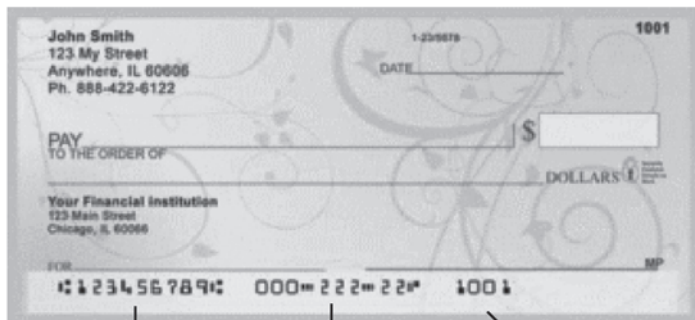 John Smith
123 My Street
Anywhere, IL 60606
Ph. 888-422-6122
1-23/5678
1001
DATE
PAY
TO THE ORDER OF
$
DOLLARS
Your Financial Institution
123 Main Street
Chicago, IL 60066
FOR
MP
⑆123456789⑆ 000⑉222⑉22⑈ 1001